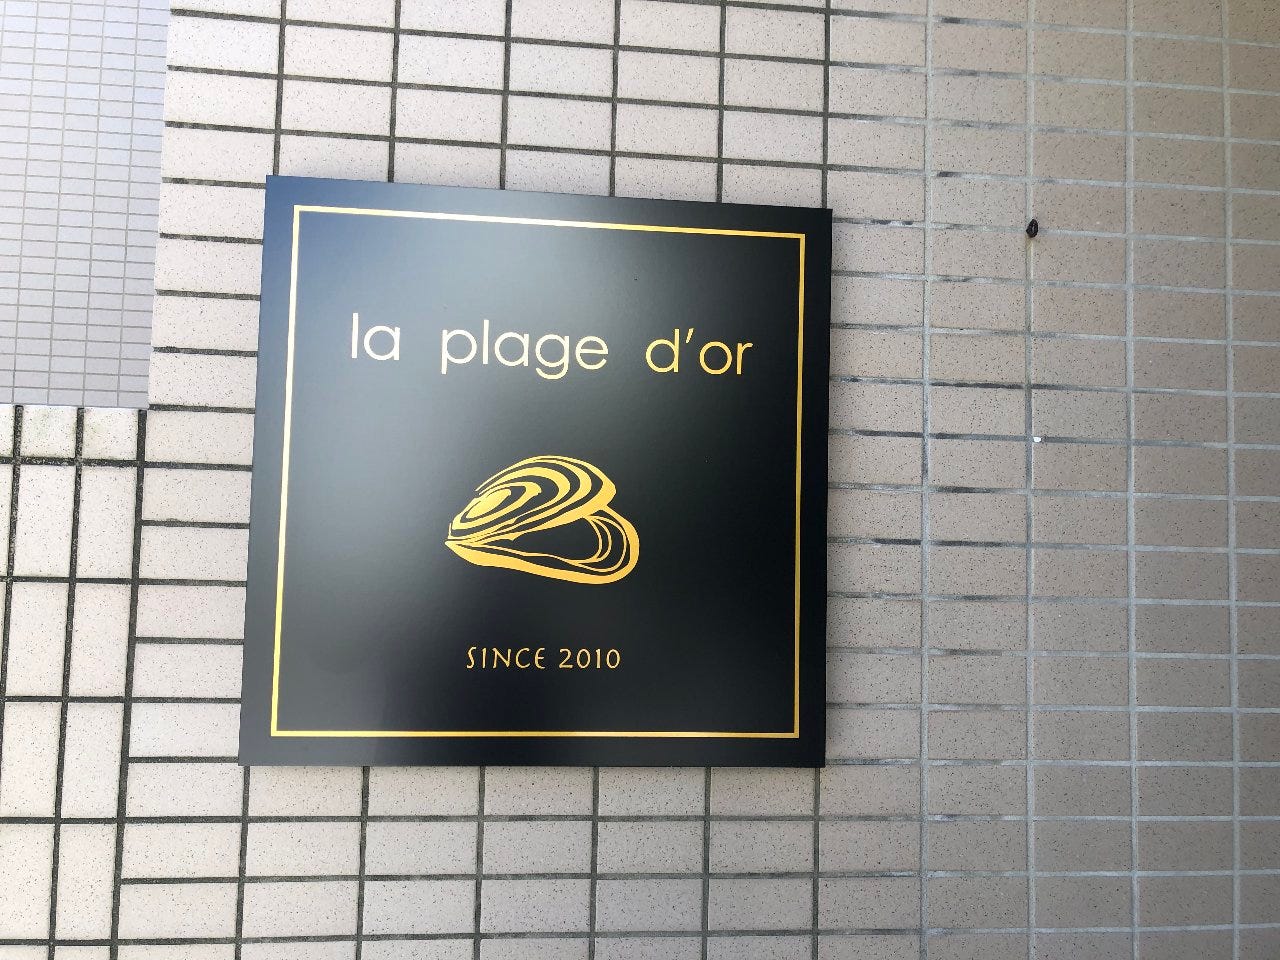 la plage d'or
SINCE 2010